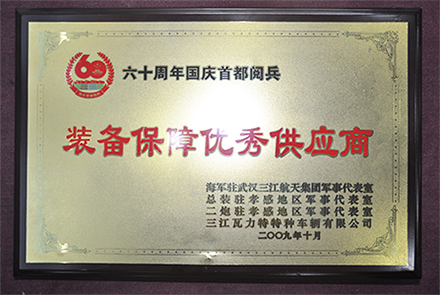 60
六十周年国庆首都阅兵
装备保障优秀供应商
海军驻武汉三江航天集团军事代表室
总装驻孝感地区军事代表室
二炮驻孝感地区军事代表室
三江瓦力特特种车辆有限公司
二〇〇九年十月